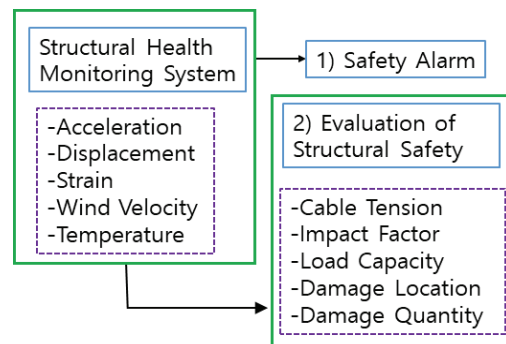 Structural Health
Monitoring System
-Acceleration
-Displacement
-Strain
-Wind Velocity
-Temperature
1) Safety Alarm
2) Evaluation of
Structural Safety
-Cable Tension
-Impact Factor
-Load Capacity
-Damage Location
-Damage Quantity